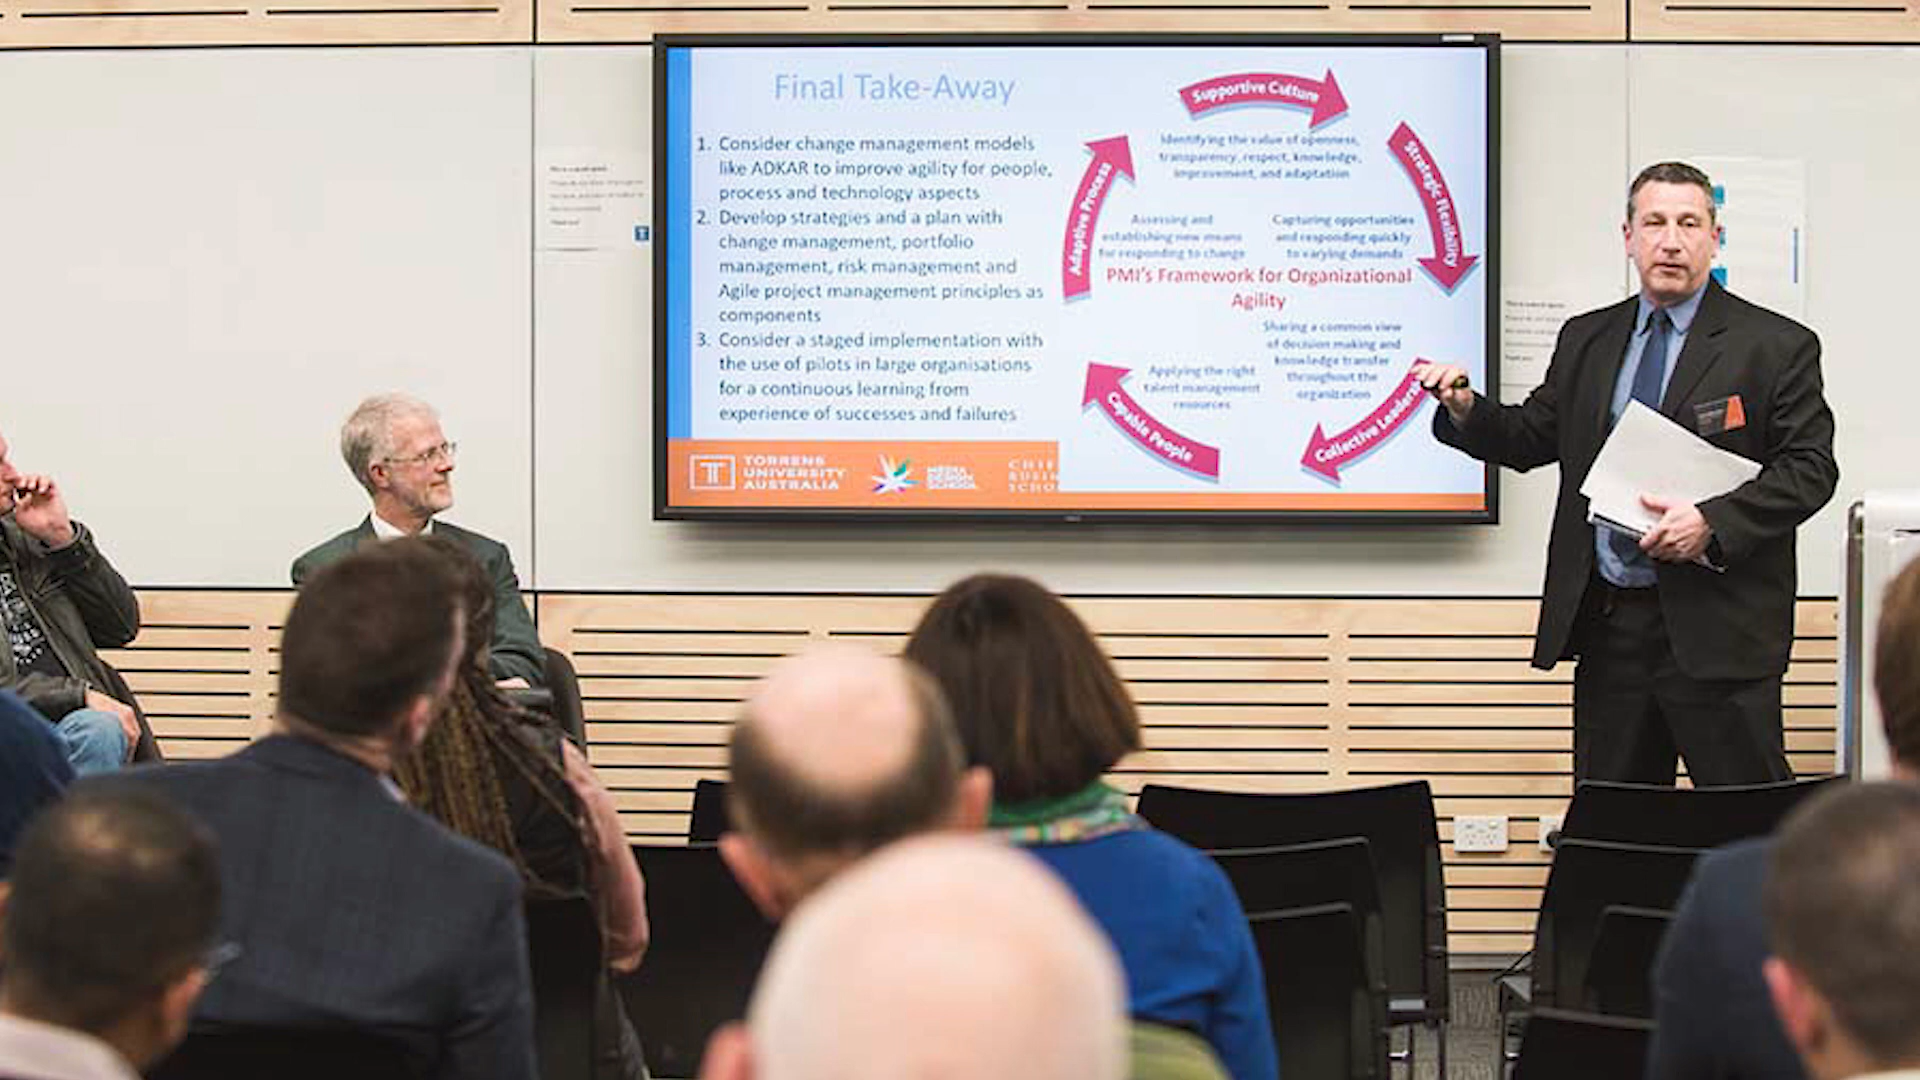 Final Take-Away
1. Consider change management models
like ADKAR to improve agility for people,
process and technology aspects
2. Develop strategies and a plan with
change management, portfolio
management, risk management and
Agile project management principles as
components
3. Consider a staged implementation with
the use of pilots in large organisations
for a continuous learning from
experience of successes and failures
Supportive Culture
Identifying the value of openness,
transparency, respect, knowledge,
improvement, and adaptation
Strategic Flexibility
Capturing opportunities
and responding quickly
to varying demands
Adaptive Process
Assessing and
establishing new means
for responding to change
PMI's Framework for Organizational
Agility
Sharing a common view
of decision making and
knowledge transfer
throughout the
organization
Collective Leaders
Applying the right
talent management
resources
Capable People
TORRENS
UNIVERSITY
AUSTRALIA
MEDIA
DESIGN
SCHOOL